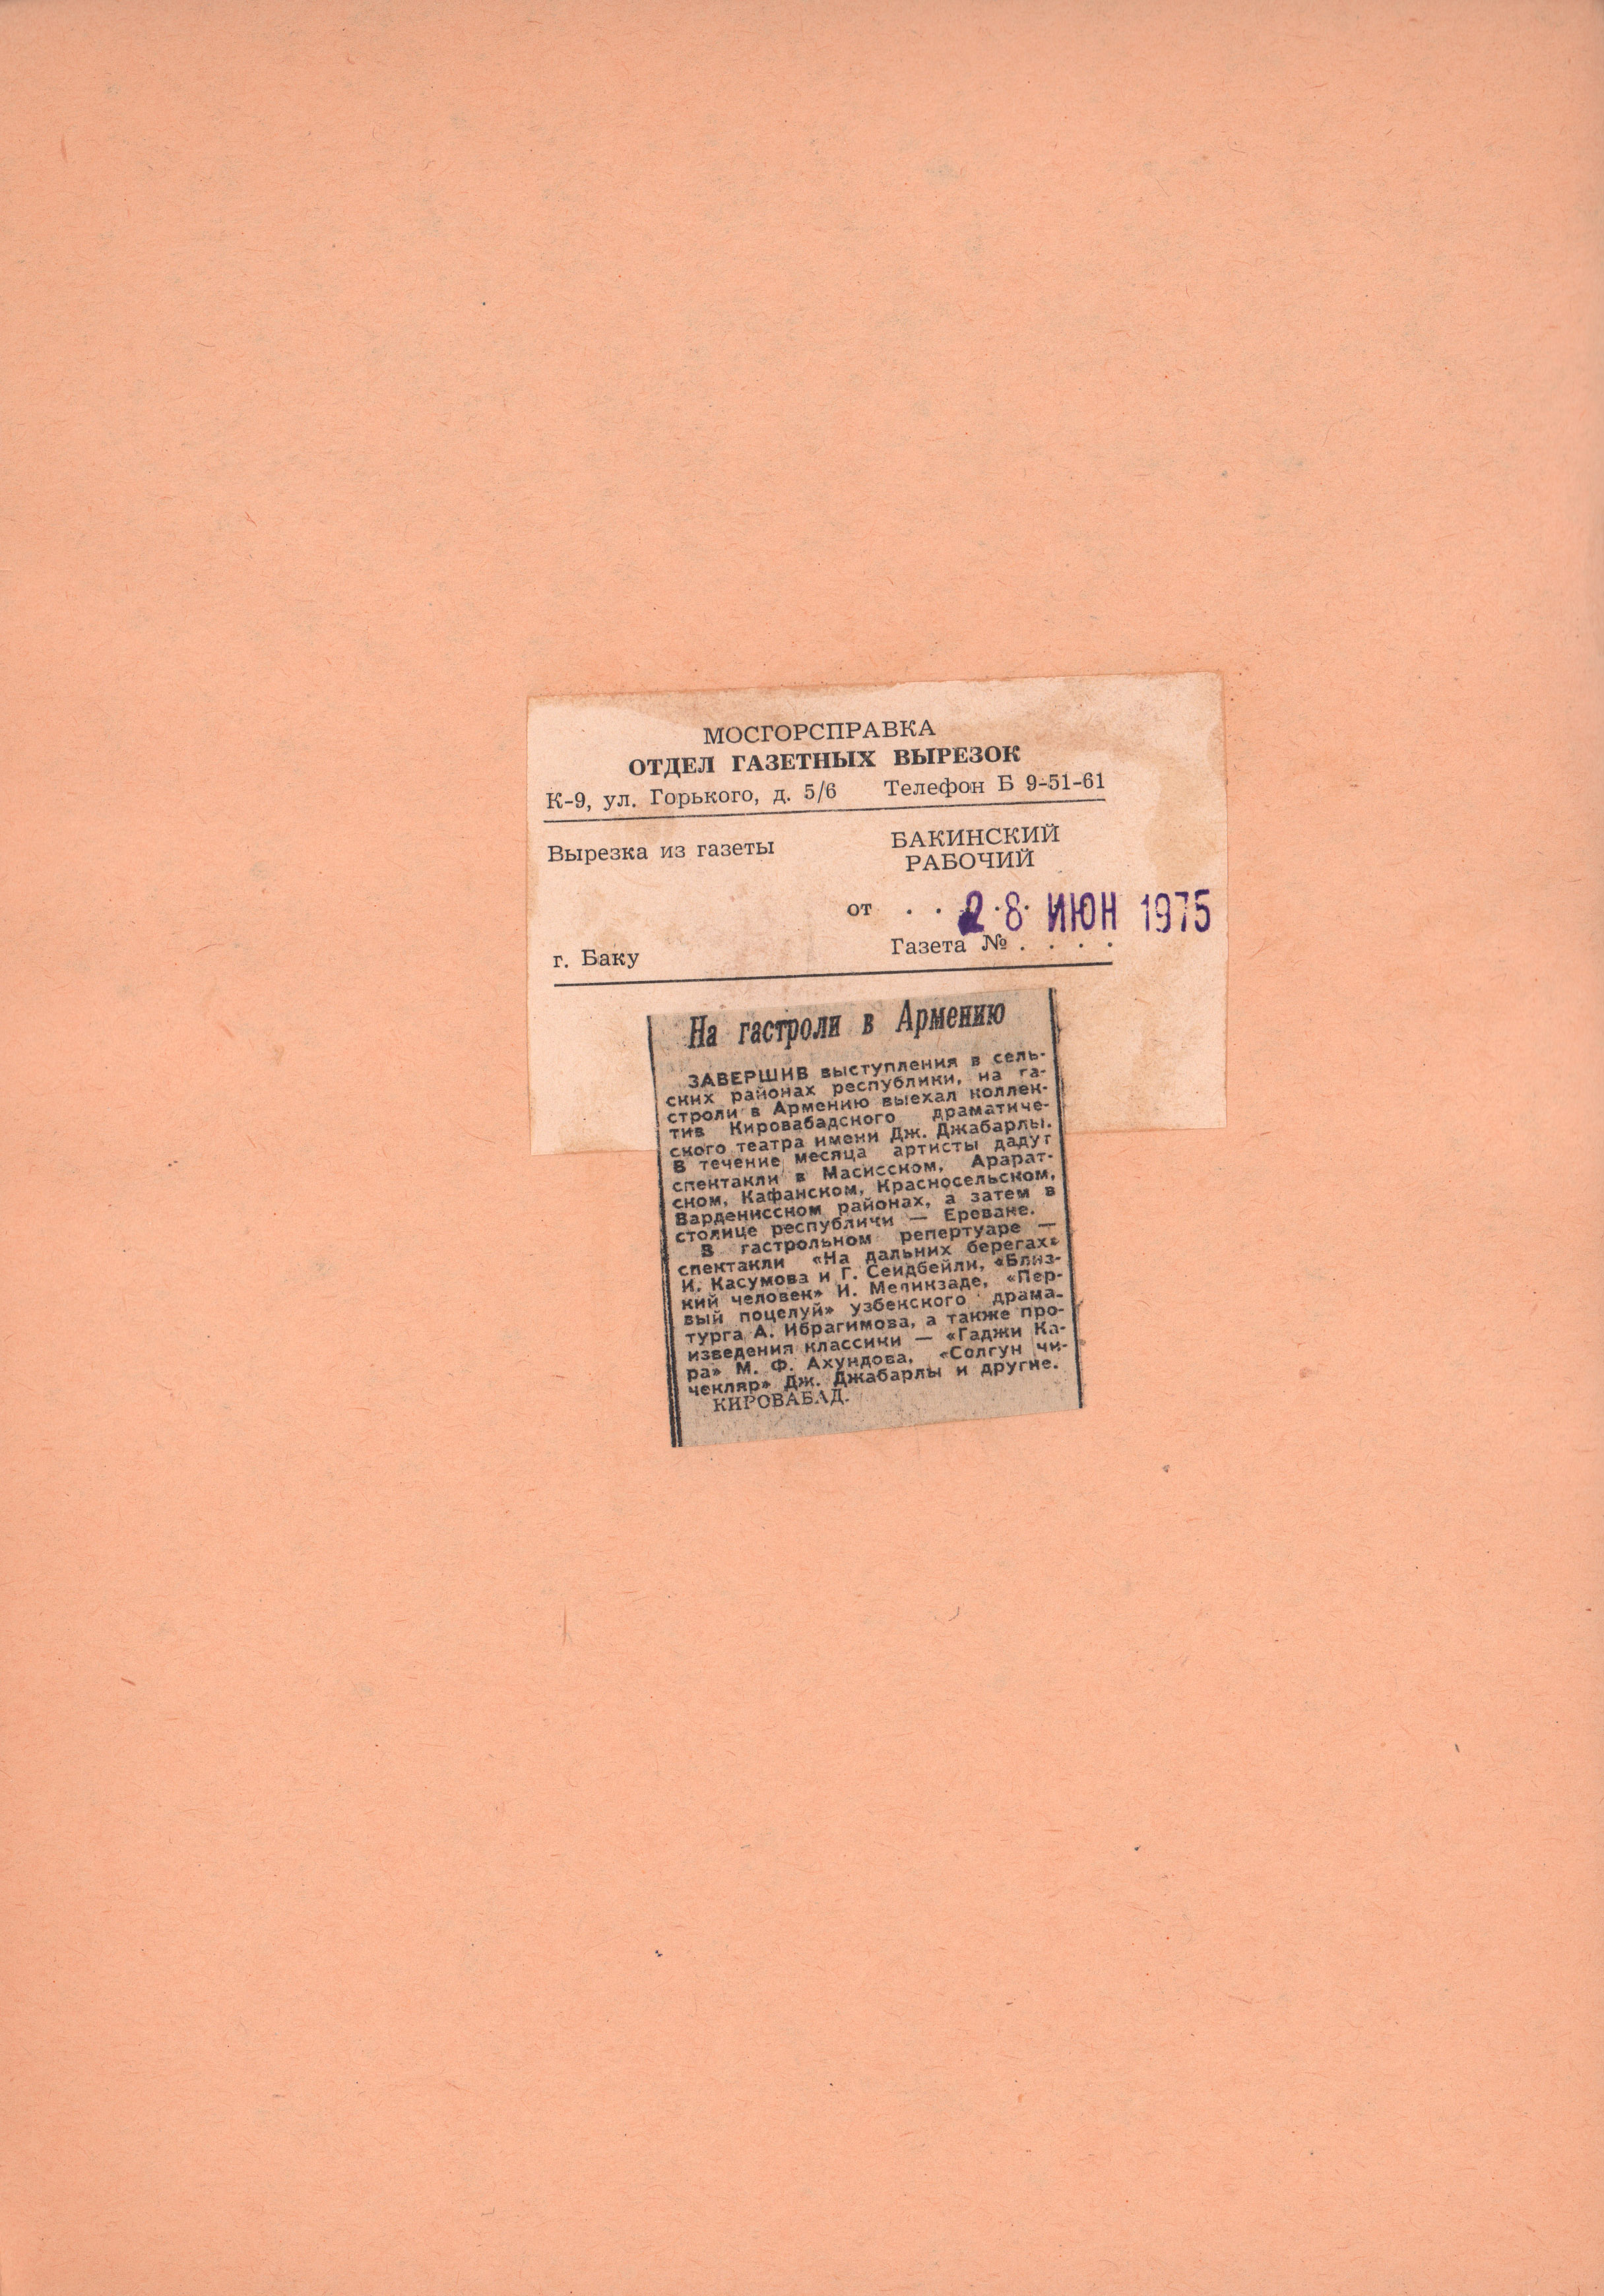 МОСГОРСПРАВКА
ОТДЕЛ ГАЗЕТНЫХ ВЫРЕЗОК
К-9, ул. Горького, д. 5/6 Телефон Б 9-51-61
Вырезка из газеты
БАКИНСКИЙ
РАБОЧИЙ
от . . 28 ИЮН 1975
г. Баку
Газета № . . . .
На гастроли в Армению
ЗАВЕРШИВ выступления в сель-
ских районах республики, на га-
строли в Армению выехал коллек-
тив Кировабадского драматиче-
ского театра имени Дж. Джабарлы.
В течение месяца артисты дадут
спектакли в Масисском, Арарат-
ском, Кафанском, Красносельском,
Варденисском районах, а затем в
столице республики — Ереване.
В гастрольном репертуаре —
спектакли «На дальних берегах»
И. Касумова и Г. Сеидбейли, «Близ-
кий человек» И. Меликзаде, «Пер-
вый поцелуй» узбекского драма-
турга А. Ибрагимова, а также про-
изведения классики — «Гаджи Ка-
ра» М. Ф. Ахундова, «Солгун чи-
чекляр» Дж. Джабарлы и другие.
КИРОВАБАД.